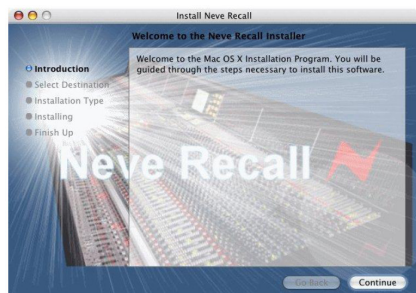 Install Neve Recall
Welcome to the Neve Recall Installer
Introduction
Select Destination
Installation Type
Installing
Finish Up
Welcome to the Mac OS X Installation Program. You will be
guided through the steps necessary to install this software.
Neve Recall
Go Back
Continue